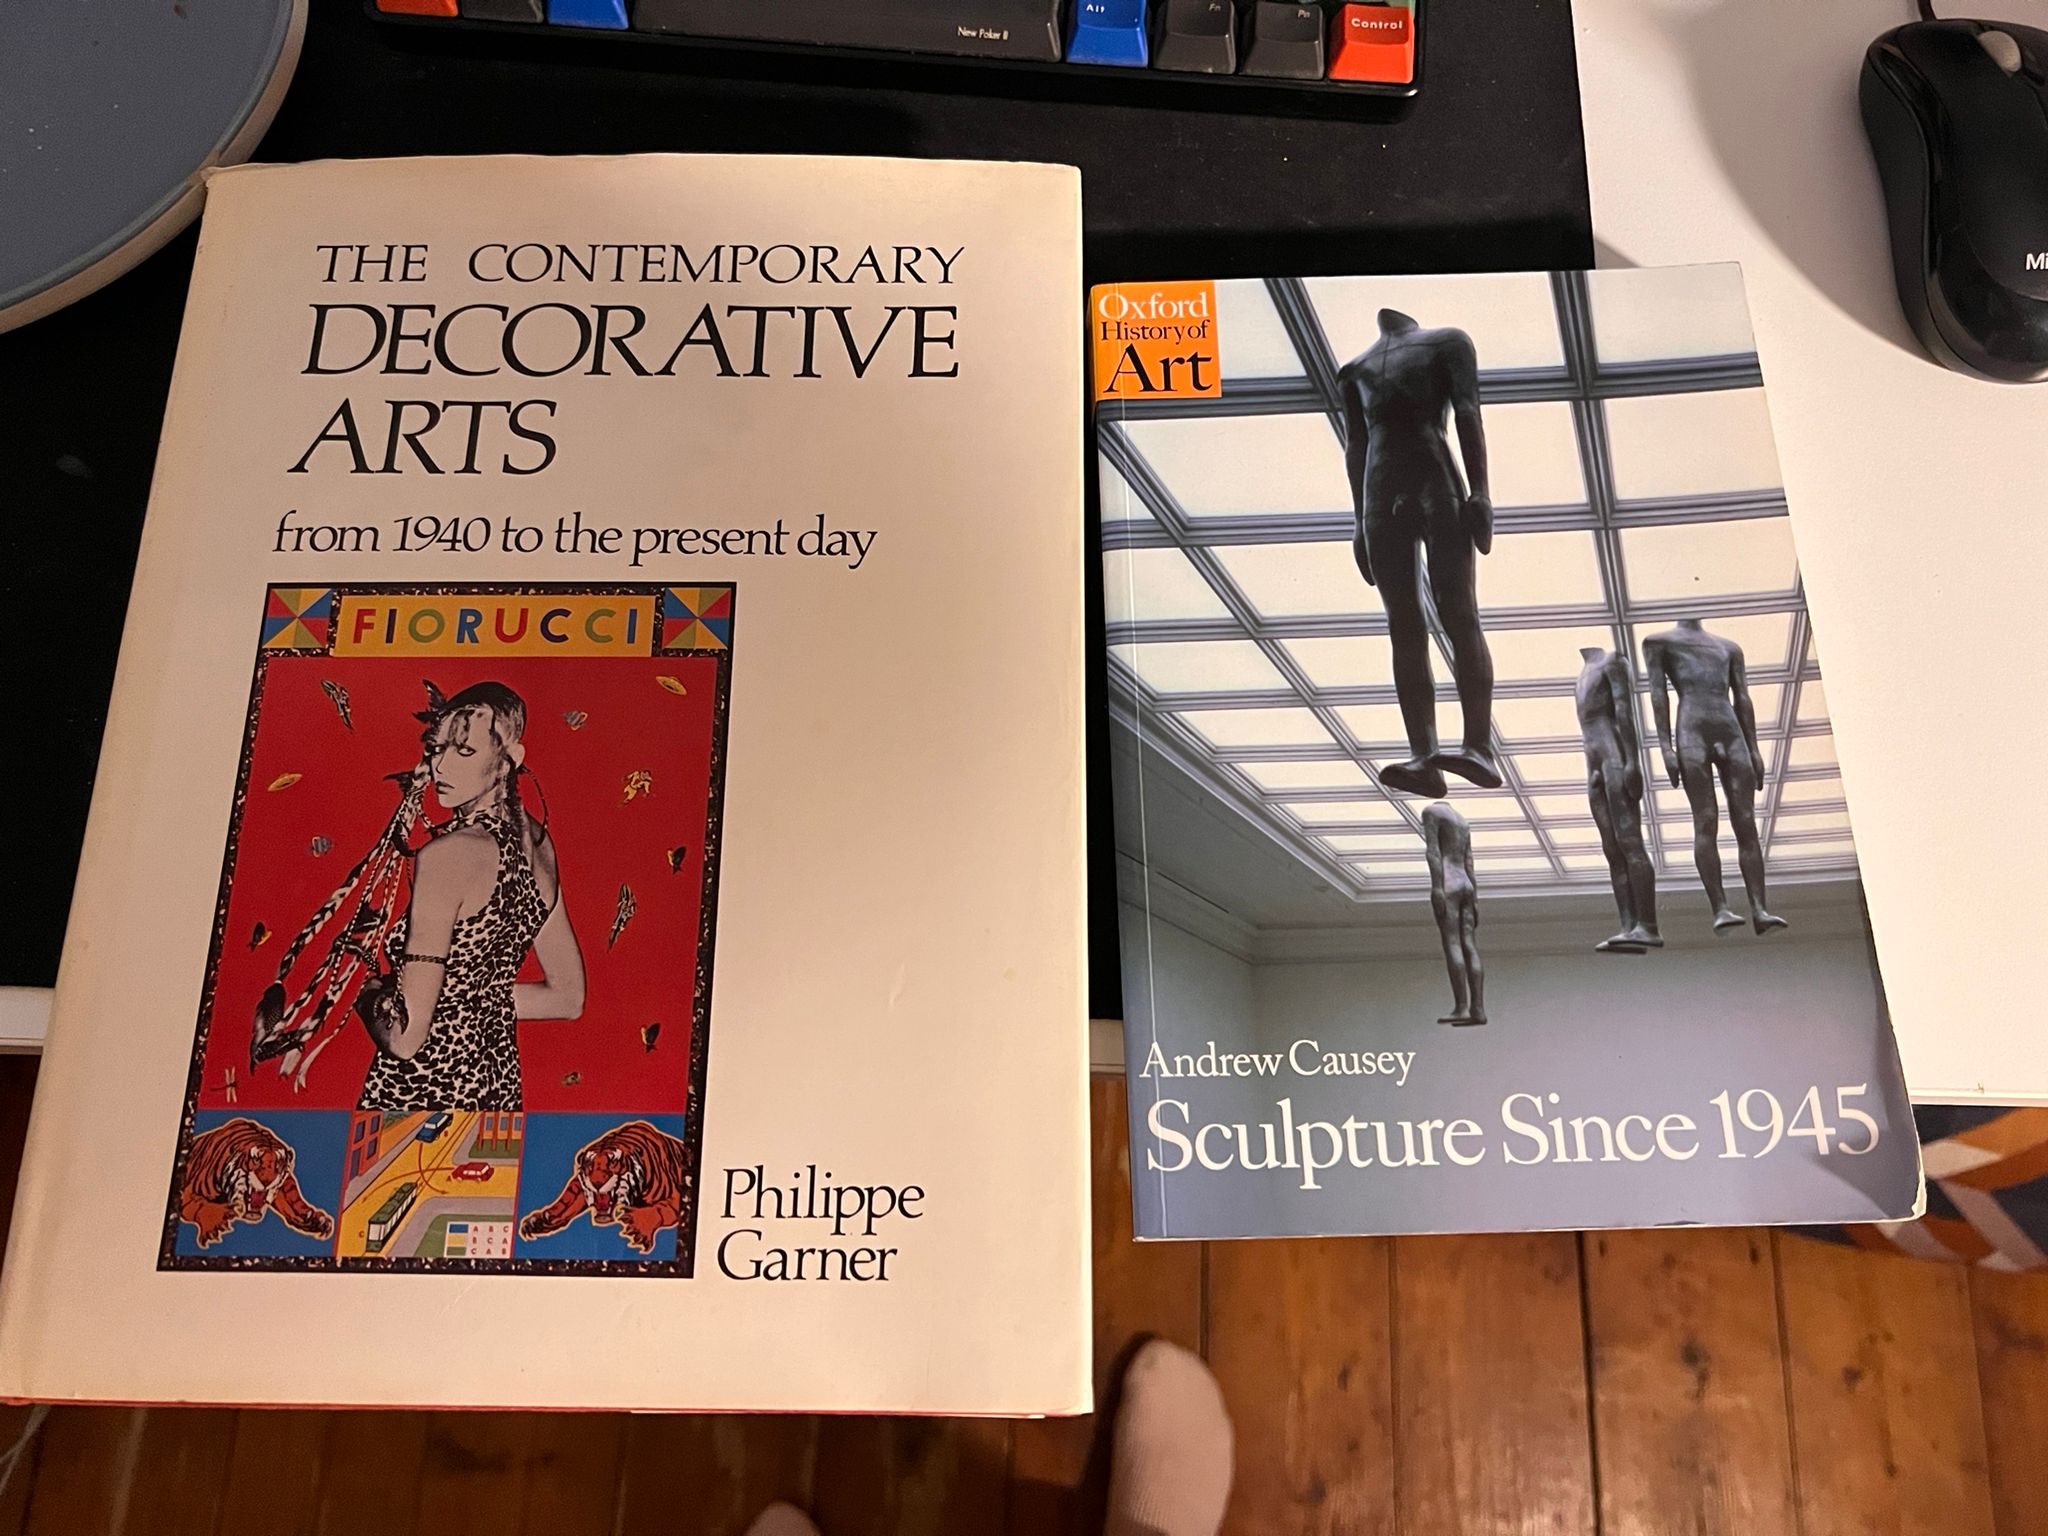 Alt
Fn
Pn
Control
New Poker II
THE CONTEMPORARY
DECORATIVE
ARTS
from 1940 to the present day
FIORUCCI
Philippe
Garner
Oxford
History of
Art
Andrew Causey
Sculpture Since 1945